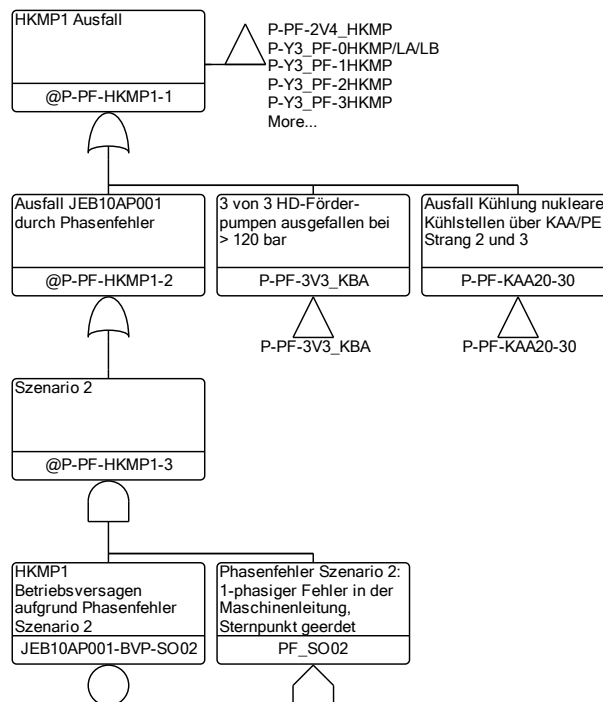 HKMP1 Ausfall
@P-PF-HKMP1-1
P-PF-2V4_HKMP
P-Y3_PF-0HKMP/LA/LB
P-Y3_PF-1HKMP
P-Y3_PF-2HKMP
P-Y3_PF-3HKMP
More...
Ausfall JEB10AP001
durch Phasenfehler
@P-PF-HKMP1-2
3 von 3 HD-Förder-
pumpen ausgefallen bei
> 120 bar
P-PF-3V3_KBA
P-PF-3V3_KBA
Ausfall Kühlung nukleare
Kühlstellen über KAA/PE
Strang 2 und 3
P-PF-KAA20-30
P-PF-KAA20-30
Szenario 2
@P-PF-HKMP1-3
HKMP1
Betriebsversagen
aufgrund Phasenfehler
Szenario 2
JEB10AP001-BVP-SO02
Phasenfehler Szenario 2:
1-phasiger Fehler in der
Maschinenleitung,
Sternpunkt geerdet
PF_SO02